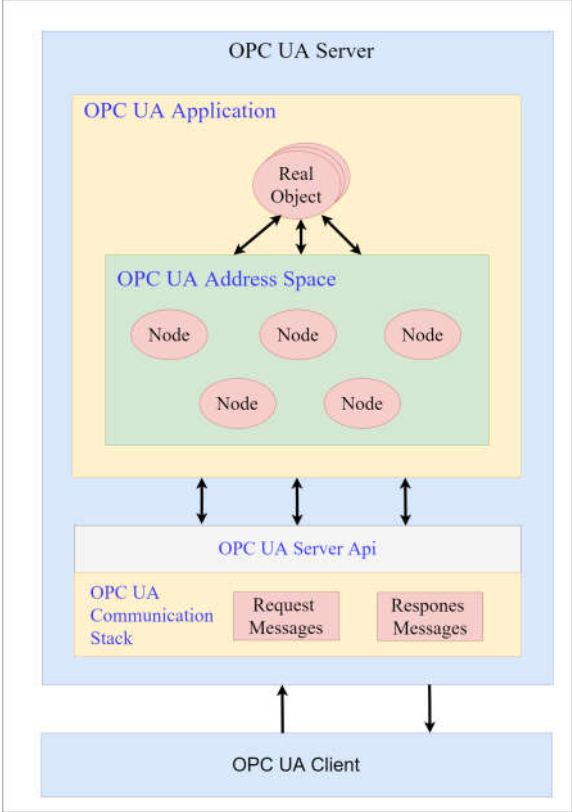 OPC UA Server
OPC UA Application
Real
Object
OPC UA Address Space
Node
Node
Node
Node
Node
OPC UA Server Api
OPC UA
Communication
Stack
Request
Messages
Respones
Messages
OPC UA Client